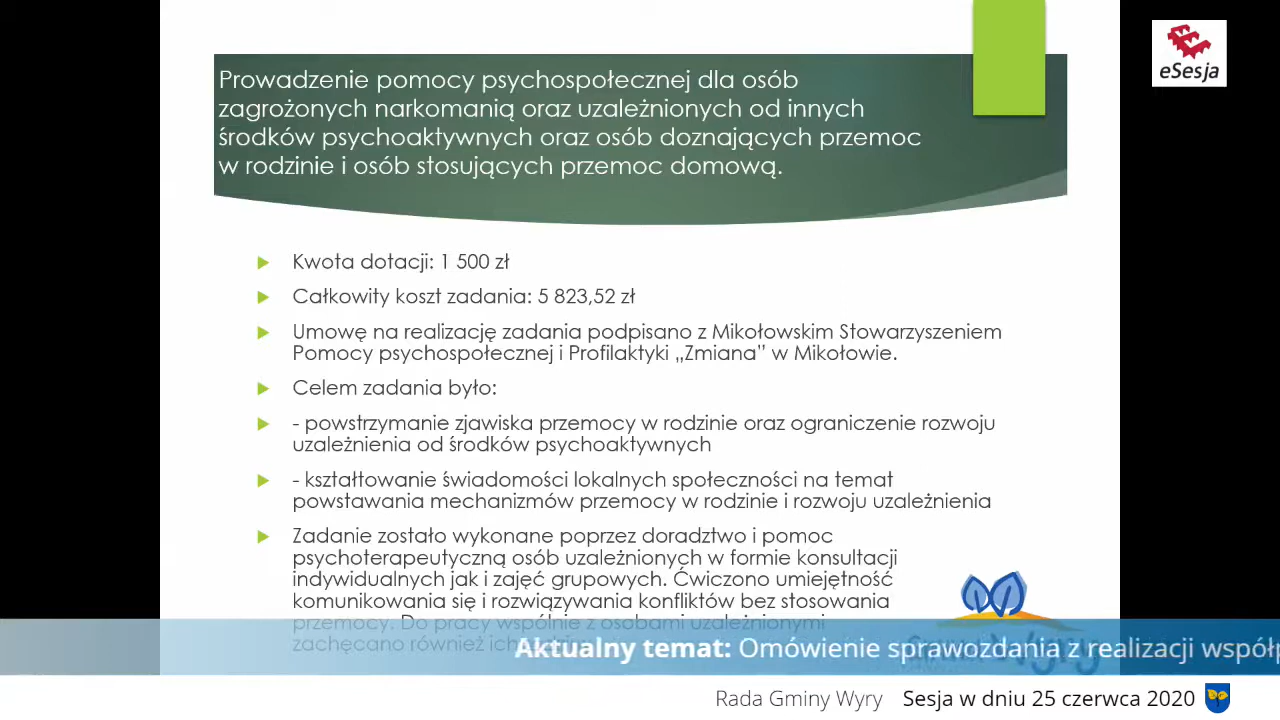 Prowadzenie pomocy psychospołecznej dla osób
zagrożonych narkomanią oraz uzależnionych od innych
środków psychoaktywnych oraz osób doznających przemoc
w rodzinie i osób stosujących przemoc domową.
eSesja
Kwota dotacji: 1 500 zł
Całkowity koszt zadania: 5 823,52 zł
Umowę na realizację zadania podpisano z Mikołowskim Stowarzyszeniem
Pomocy psychospołecznej i Profilaktyki „Zmiana” w Mikołowie.
Celem zadania było:
- powstrzymanie zjawiska przemocy w rodzinie oraz ograniczenie rozwoju
uzależnienia od środków psychoaktywnych
- kształtowanie świadomości lokalnych społeczności na temat
powstawania mechanizmów przemocy w rodzinie i rozwoju uzależnienia
Zadanie zostało wykonane poprzez doradztwo i pomoc
psychoterapeutyczną osób uzależnionych w formie konsultacji
indywidualnych jak i zajęć grupowych. Ćwiczono umiejętność
komunikowania się i rozwiązywania konfliktów bez stosowania
przemocy. Do pracy wspólnie z osobami uzależnionymi
zachęcano również ich
Aktualny temat: Omówienie sprawozdania z realizacji współp
Rada Gminy Wyry Sesja w dniu 25 czerwca 2020